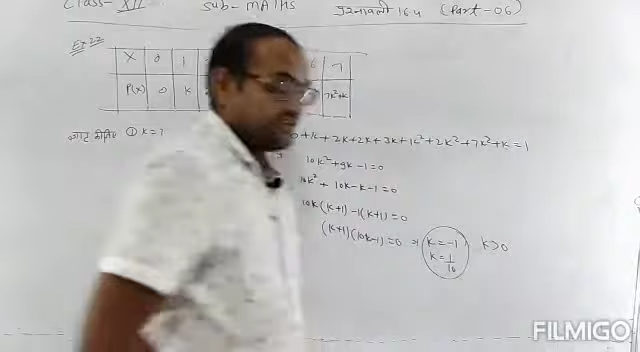 Class- XII Sub- MATHS प्रश्नावली 16.4 (Part-06)
Ex 22
X 0 1 6 7
P(X) 0 K 7K²+K
ज्ञात कीजिए ① K=?
0+K+2K+2K+3K+K²+2K²+7K²+K=1
10K²+9K-1=0
10K²+10K-K-1=0
10K(K+1)-1(K+1)=0
(K+1)(10K-1)=0 ⇒ K=-1, K>0
K=1/10
FILMIGO